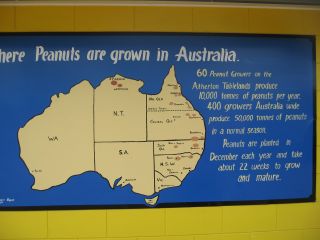 here Peanuts are grown in Australia.
60 Peanut Growers on the
Atherton Tablelands produce
10,000 tonnes of peanuts per year.
400 growers Australia wide
produce 50,000 tonnes of peanuts
in a normal season.
Peanuts are planted in
December each year and take
about 22 weeks to grow
and mature.
WA
N.T.
S.A
N.S.W